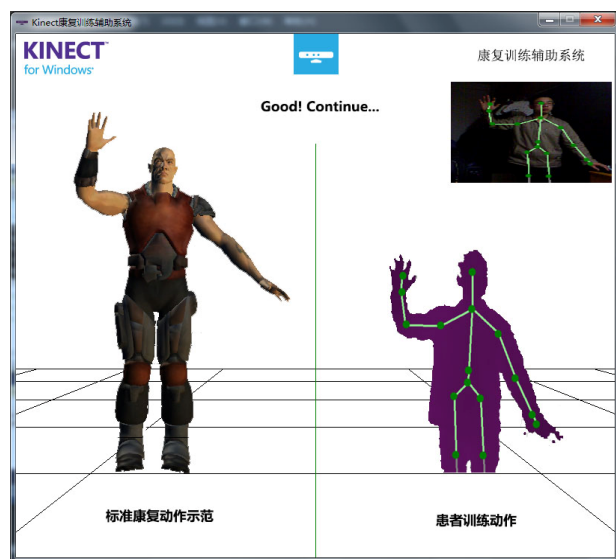 Kinect康复训练辅助系统
KINECT
for Windows
康复训练辅助系统
Good! Continue...
标准康复动作示范
患者训练动作